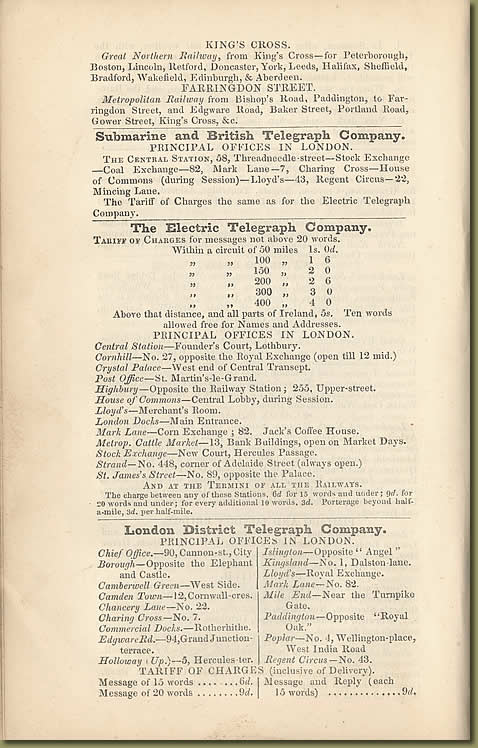 KING'S CROSS.
Great Northern Railway, from King's Cross—for Peterborough,
Boston, Lincoln, Retford, Doncaster, York, Leeds, Halifax, Sheffield,
Bradford, Wakefield, Edinburgh, & Aberdeen.
FARRINGDON STREET.
Metropolitan Railway from Bishop's Road, Paddington, to Far-
ringdon Street, and Edgware Road, Baker Street, Portland Road,
Gower Street, King's Cross, &c.
Submarine and British Telegraph Company.
PRINCIPAL OFFICES IN LONDON.
THE CENTRAL STATION, 58, Threadneedle-street—Stock Exchange
—Coal Exchange—82, Mark Lane—7, Charing Cross—House
of Commons (during Session)—Lloyd's—43, Regent Circus—22,
Mincing Lane.
The Tariff of Charges the same as for the Electric Telegraph
Company.
The Electric Telegraph Company.
TARIFF OF CHARGES for messages not above 20 words.
Within a circuit of 50 miles 1s. 0d.
„ „ 100 „ 1 6
„ „ 150 „ 2 0
„ „ 200 „ 2 6
„ „ 300 „ 3 0
„ „ 400 „ 4 0
Above that distance, and all parts of Ireland, 5s. Ten words
allowed free for Names and Addresses.
PRINCIPAL OFFICES IN LONDON.
Central Station—Founder's Court, Lothbury.
Cornhill—No. 27, opposite the Royal Exchange (open till 12 mid.)
Crystal Palace—West end of Central Transept.
Post Office—St. Martin's-le-Grand.
Highbury—Opposite the Railway Station; 255, Upper-street.
House of Commons—Central Lobby, during Session.
Lloyd's—Merchant's Room.
London Docks—Main Entrance.
Mark Lane—Corn Exchange; 82. Jack's Coffee House.
Metrop. Cattle Market—13, Bank Buildings, open on Market Days.
Stock Exchange—New Court, Hercules Passage.
Strand—No. 448, corner of Adelaide Street (always open.)
St. James's Street—No. 89, opposite the Palace.
AND AT THE TERMINI OF ALL THE RAILWAYS.
The charge between any of these Stations, 6d for 15 words and under; 9d. for
20 words and under; for every additional 10 words, 3d. Porterage beyond half-
a-mile, 3d. per half-mile.
London District Telegraph Company.
PRINCIPAL OFFICES IN LONDON.
Chief Office.—90, Cannon-st., City
Borough—Opposite the Elephant
and Castle.
Camberwell Green—West Side.
Camden Town—12, Cornwall-cres.
Chancery Lane—No. 22.
Charing Cross—No. 7.
Commercial Docks.—Rotherhithe.
Edgware Rd.—94, Grand Junction-
terrace.
Holloway (Up.)—5, Hercules-ter.
Islington—Opposite "Angel"
Kingsland—No. 1, Dalston-lane.
Lloyd's—Royal Exchange.
Mark Lane—No. 82.
Mile End—Near the Turnpike
Gate.
Paddington—Opposite "Royal
Oak."
Poplar—No. 4, Wellington-place,
West India Road
Regent Circus—No. 43.
TARIFF OF CHARGES (inclusive of Delivery).
Message of 15 words ........6d.
Message of 20 words ........9d.
Message and Reply (each
15 words) ..............9d.